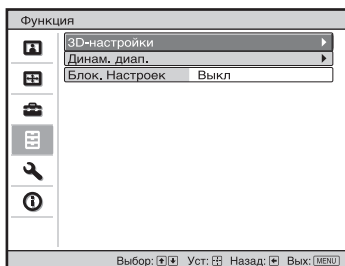 Функция
3D-настройки
Динам. диап.
Блок. Настроек Выкл
Выбор: Уст: Назад: Вых: MENU